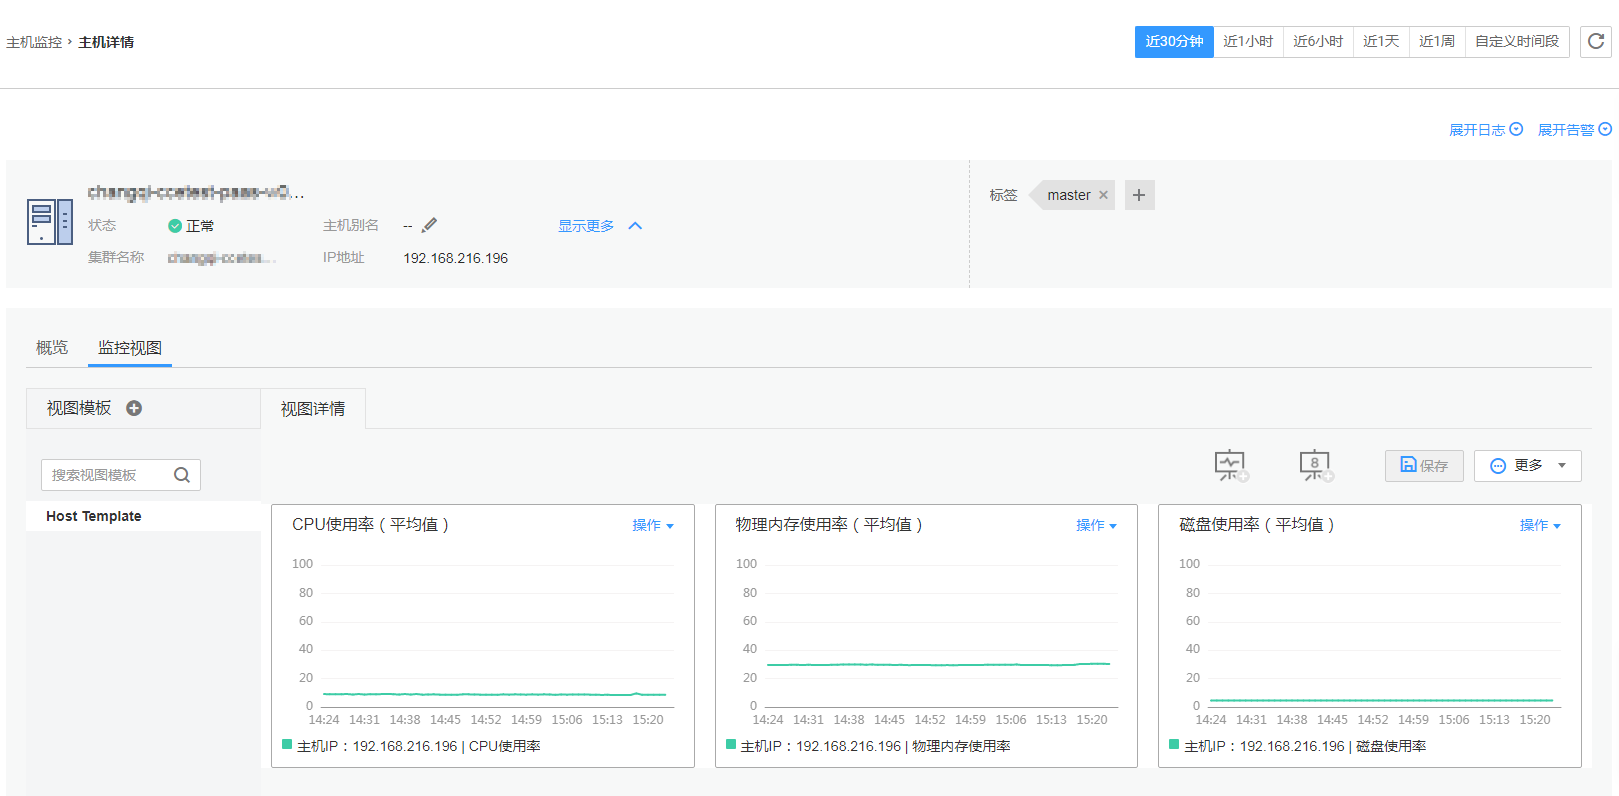 主机监控 › 主机详情
近30分钟 近1小时 近6小时 近1天 近1周 自定义时间段
展开日志 展开告警
状态 正常 主机别名 -- 显示更多
集群名称 IP地址 192.168.216.196
标签 master ×
概览 监控视图
视图模板 视图详情
搜索视图模板
Host Template
8 保存 更多
CPU使用率（平均值） 操作
100
80
60
40
20
0
14:24 14:31 14:38 14:45 14:52 14:59 15:06 15:13 15:20
主机IP：192.168.216.196 | CPU使用率
物理内存使用率（平均值） 操作
100
80
60
40
20
0
14:24 14:31 14:38 14:45 14:52 14:59 15:06 15:13 15:20
主机IP：192.168.216.196 | 物理内存使用率
磁盘使用率（平均值） 操作
100
80
60
40
20
0
14:24 14:31 14:38 14:45 14:52 14:59 15:06 15:13 15:20
主机IP：192.168.216.196 | 磁盘使用率